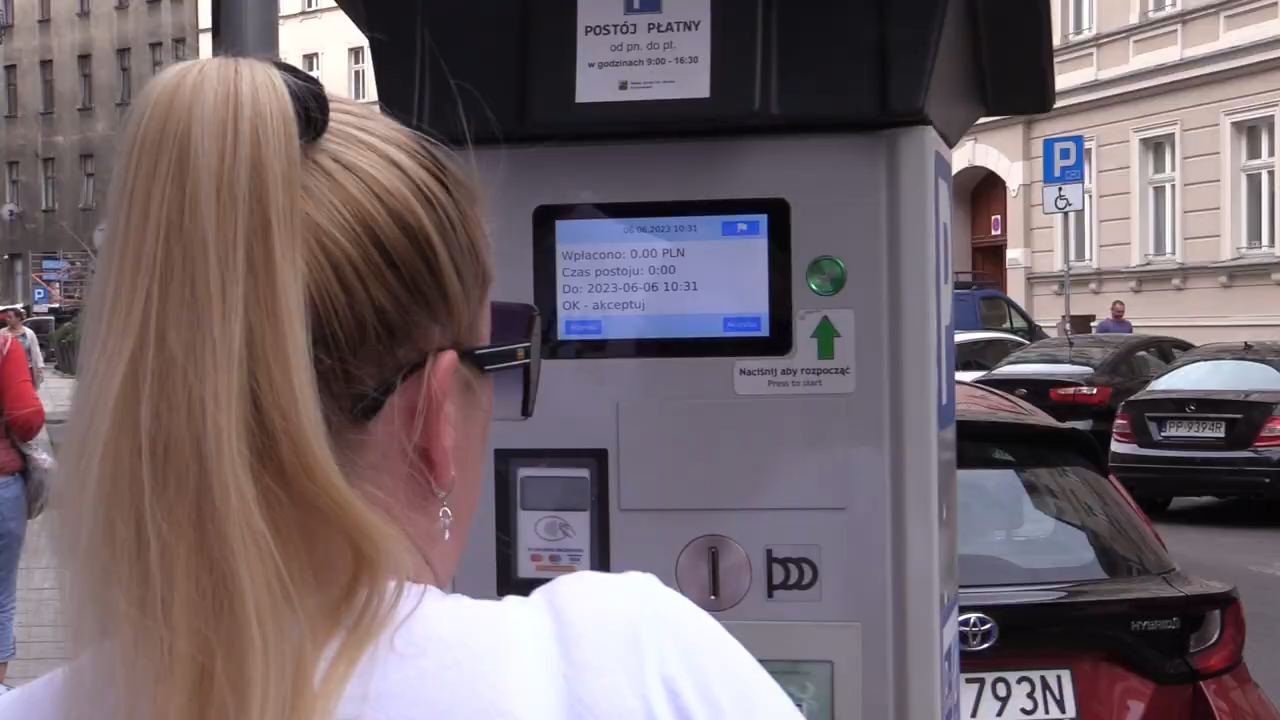 P
POSTÓJ PŁATNY
od pn. do pt.
w godzinach 9:00 - 16:30
06.06.2023 10:31
Wpłacono: 0.00 PLN
Czas postoju: 0:00
Do: 2023-06-06 10:31
OK - akceptuj
Naciśnij aby rozpocząć
Press to start
P
P
P
PP 9394R
HYBRID
793N